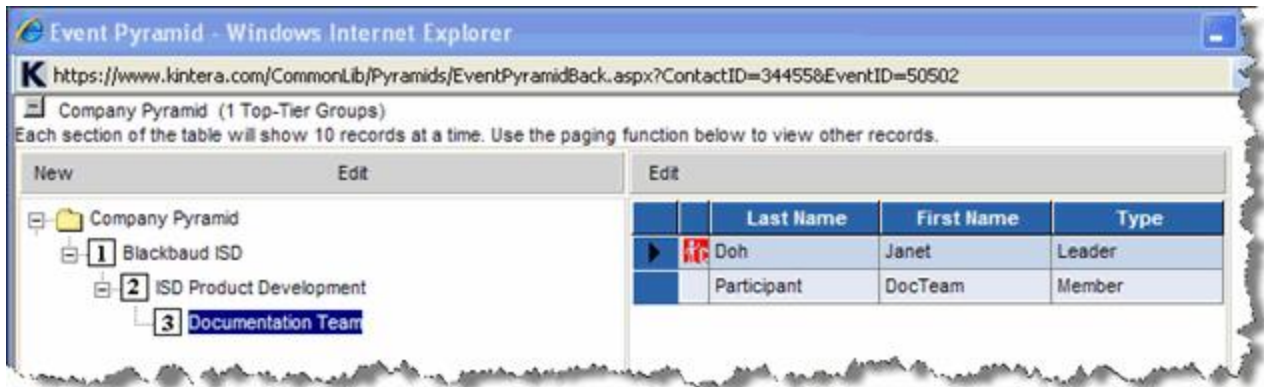 Event Pyramid - Windows Internet Explorer
K https://www.kintera.com/CommonLib/Pyramids/EventPyramidBack.aspx?ContactID=34455&EventID=50502
Company Pyramid (1 Top-Tier Groups)
Each section of the table will show 10 records at a time. Use the paging function below to view other records.
New Edit Edit
Company Pyramid
1 Blackbaud ISD
2 ISD Product Development
3 Documentation Team
Last Name First Name Type
Doh Janet Leader
Participant DocTeam Member